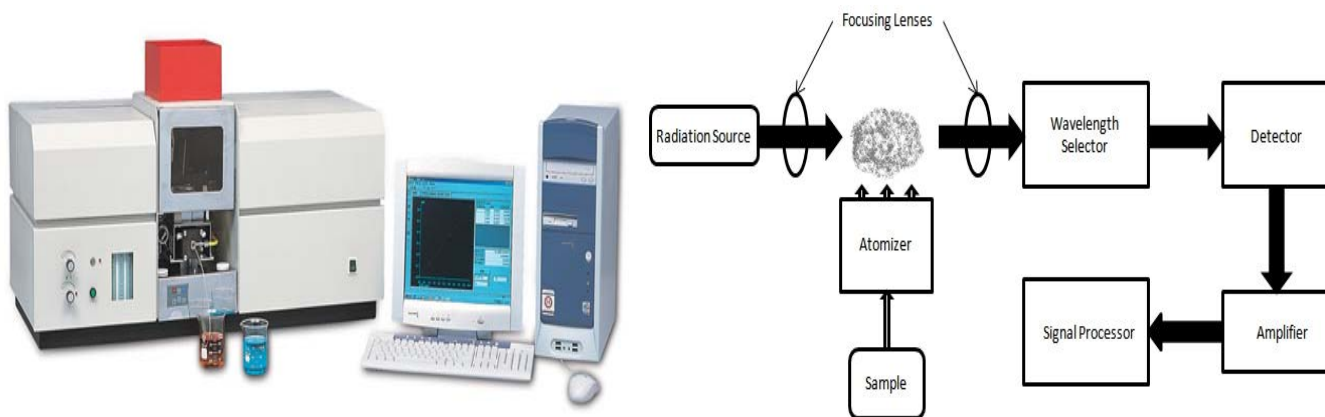 Focusing Lenses
Radiation Source
Wavelength
Selector
Detector
Atomizer
Signal Processor
Amplifier
Sample